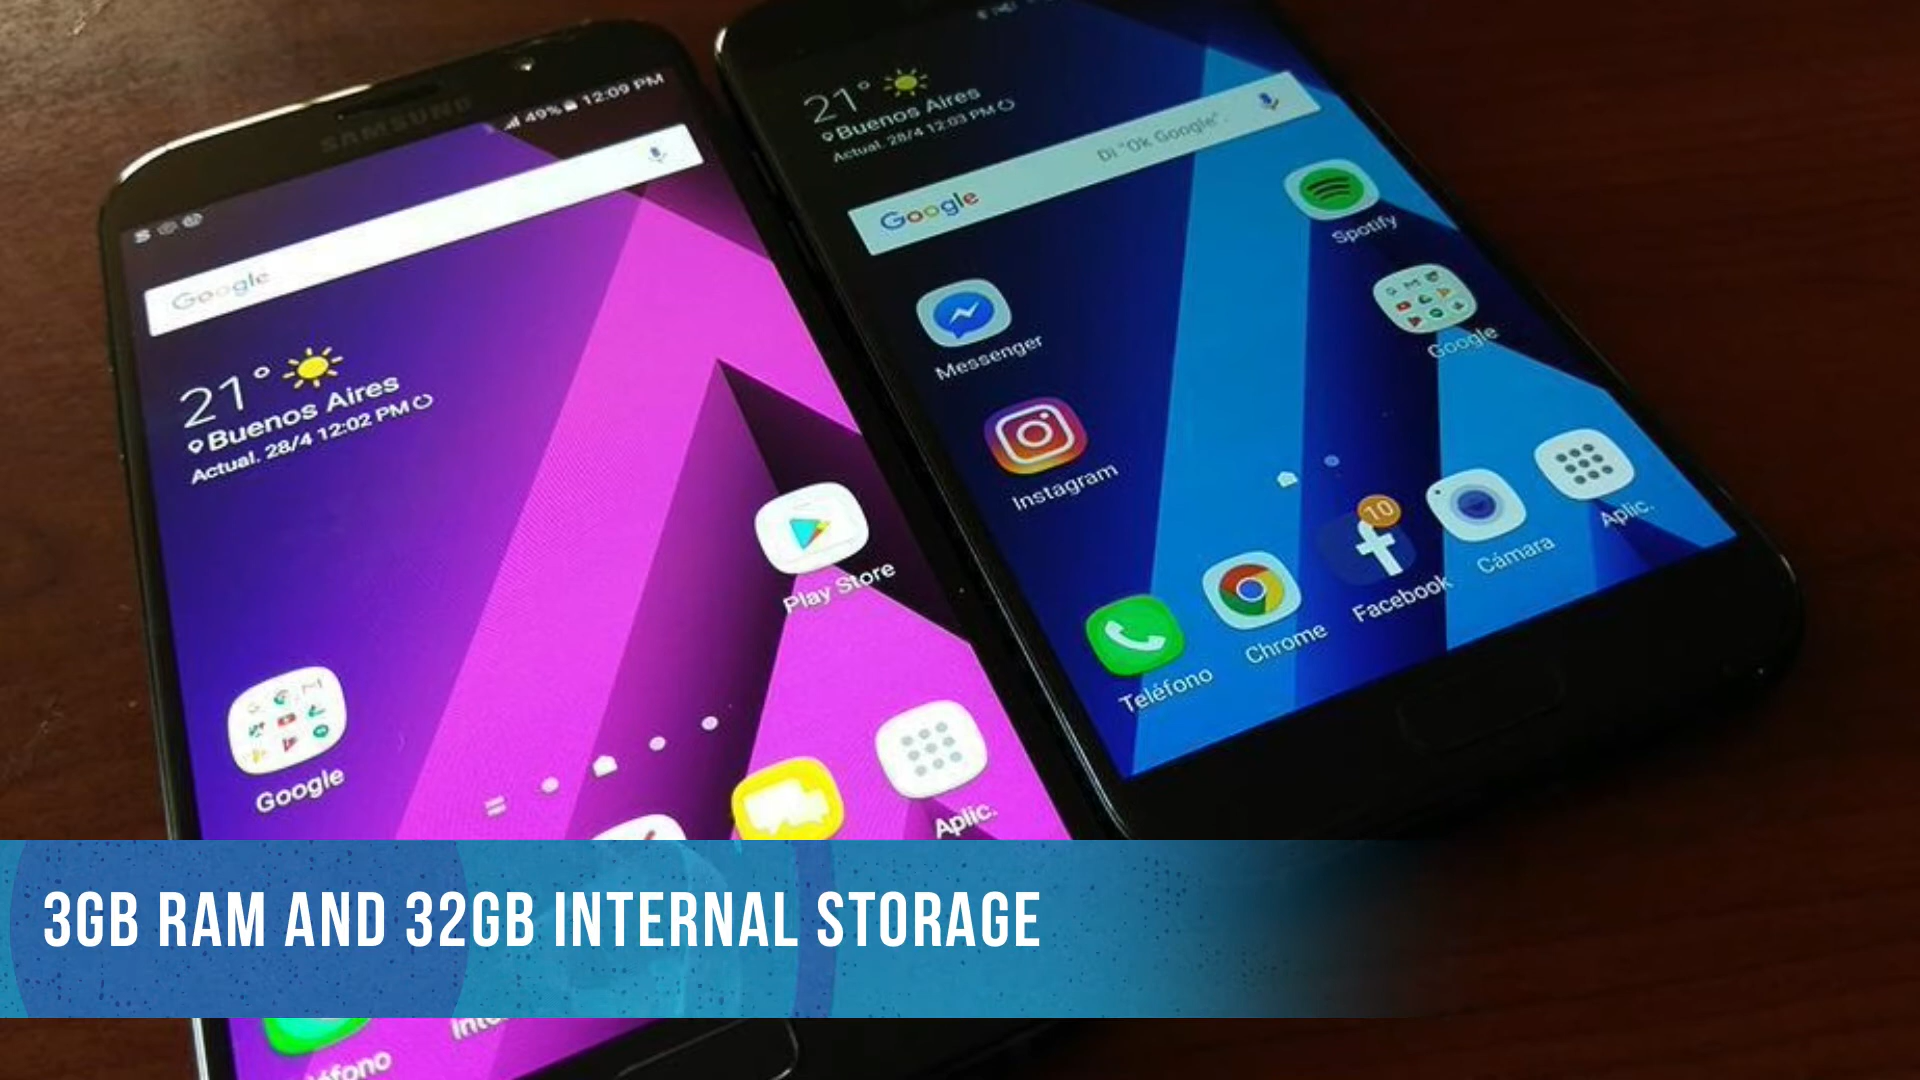 SAMSUNG
49% 12:09 PM
Google
21°
Buenos Aires
Actual. 28/4 12:02 PM
Play Store
Google
Aplic.
21°
Buenos Aires
Actual. 28/4 12:03 PM
Google Di "Ok Google".
Spotify
Google
Messenger
Instagram
10
Aplic.
Cámara
Facebook
Chrome
Teléfono
3GB RAM AND 32GB INTERNAL STORAGE